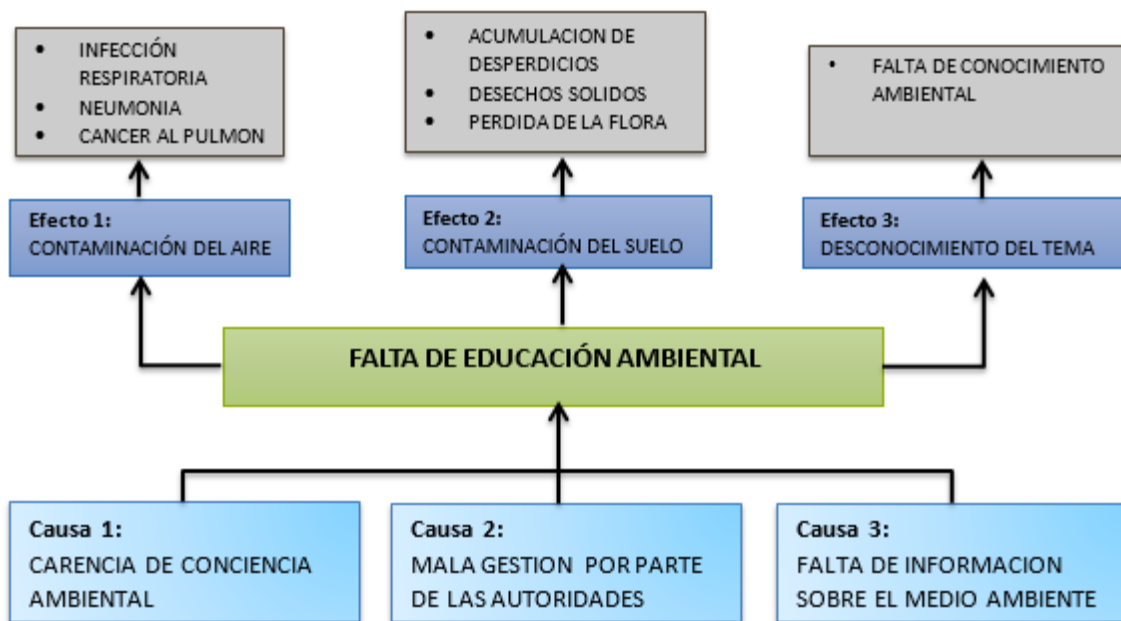 • INFECCIÓN
RESPIRATORIA
• NEUMONIA
• CANCER AL PULMON
• ACUMULACION DE
DESPERDICIOS
• DESECHOS SOLIDOS
• PERDIDA DE LA FLORA
• FALTA DE CONOCIMIENTO
AMBIENTAL
Efecto 1:
CONTAMINACIÓN DEL AIRE
Efecto 2:
CONTAMINACIÓN DEL SUELO
Efecto 3:
DESCONOCIMIENTO DEL TEMA
FALTA DE EDUCACIÓN AMBIENTAL
Causa 1:
CARENCIA DE CONCIENCIA
AMBIENTAL
Causa 2:
MALA GESTION POR PARTE
DE LAS AUTORIDADES
Causa 3:
FALTA DE INFORMACION
SOBRE EL MEDIO AMBIENTE